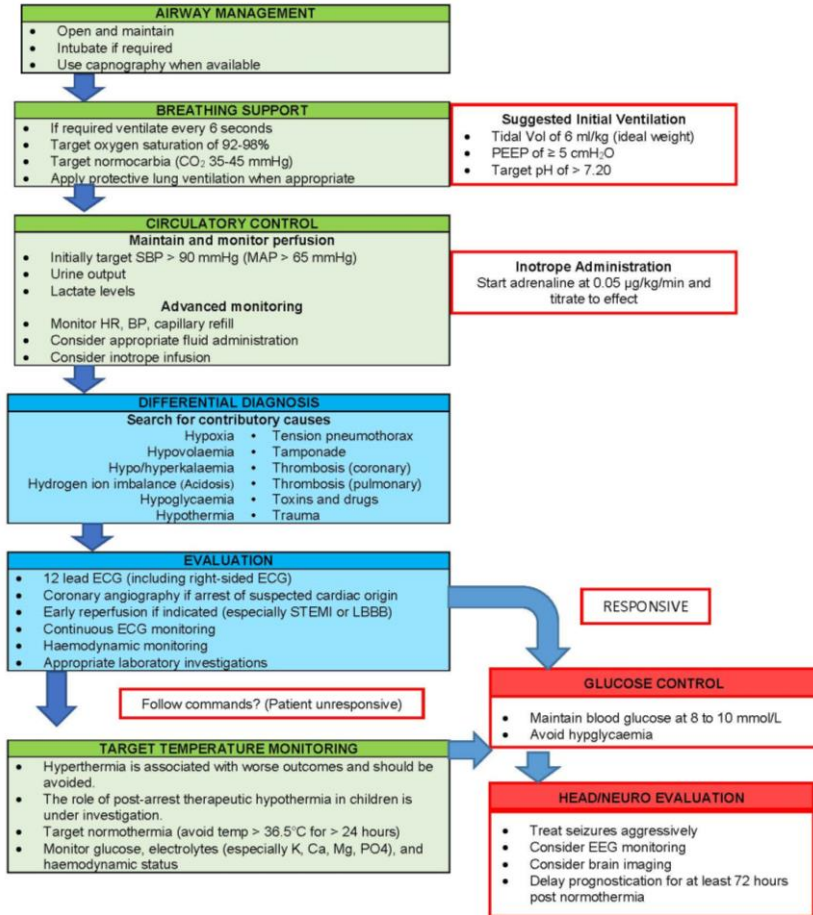 AIRWAY MANAGEMENT
• Open and maintain
• Intubate if required
• Use capnography when available
BREATHING SUPPORT
• If required ventilate every 6 seconds
• Target oxygen saturation of 92-98%
• Target normocarbia (CO₂ 35-45 mmHg)
• Apply protective lung ventilation when appropriate
Suggested Initial Ventilation
• Tidal Vol of 6 ml/kg (ideal weight)
• PEEP of ≥ 5 cmH₂O
• Target pH of > 7.20
CIRCULATORY CONTROL
Maintain and monitor perfusion
• Initially target SBP > 90 mmHg (MAP > 65 mmHg)
• Urine output
• Lactate levels
Advanced monitoring
• Monitor HR, BP, capillary refill
• Consider appropriate fluid administration
• Consider inotrope infusion
Inotrope Administration
Start adrenaline at 0.05 µg/kg/min and
titrate to effect
DIFFERENTIAL DIAGNOSIS
Search for contributory causes
Hypoxia • Tension pneumothorax
Hypovolaemia • Tamponade
Hypo/hyperkalaemia • Thrombosis (coronary)
Hydrogen ion imbalance (Acidosis) • Thrombosis (pulmonary)
Hypoglycaemia • Toxins and drugs
Hypothermia • Trauma
EVALUATION
• 12 lead ECG (including right-sided ECG)
• Coronary angiography if arrest of suspected cardiac origin
• Early reperfusion if indicated (especially STEMI or LBBB)
• Continuous ECG monitoring
• Haemodynamic monitoring
• Appropriate laboratory investigations
RESPONSIVE
Follow commands? (Patient unresponsive)
GLUCOSE CONTROL
• Maintain blood glucose at 8 to 10 mmol/L
• Avoid hypglycaemia
TARGET TEMPERATURE MONITORING
• Hyperthermia is associated with worse outcomes and should be
avoided.
• The role of post-arrest therapeutic hypothermia in children is
under investigation.
• Target normothermia (avoid temp > 36.5°C for > 24 hours)
• Monitor glucose, electrolytes (especially K, Ca, Mg, PO4), and
haemodynamic status
HEAD/NEURO EVALUATION
• Treat seizures aggressively
• Consider EEG monitoring
• Consider brain imaging
• Delay prognostication for at least 72 hours
post normothermia